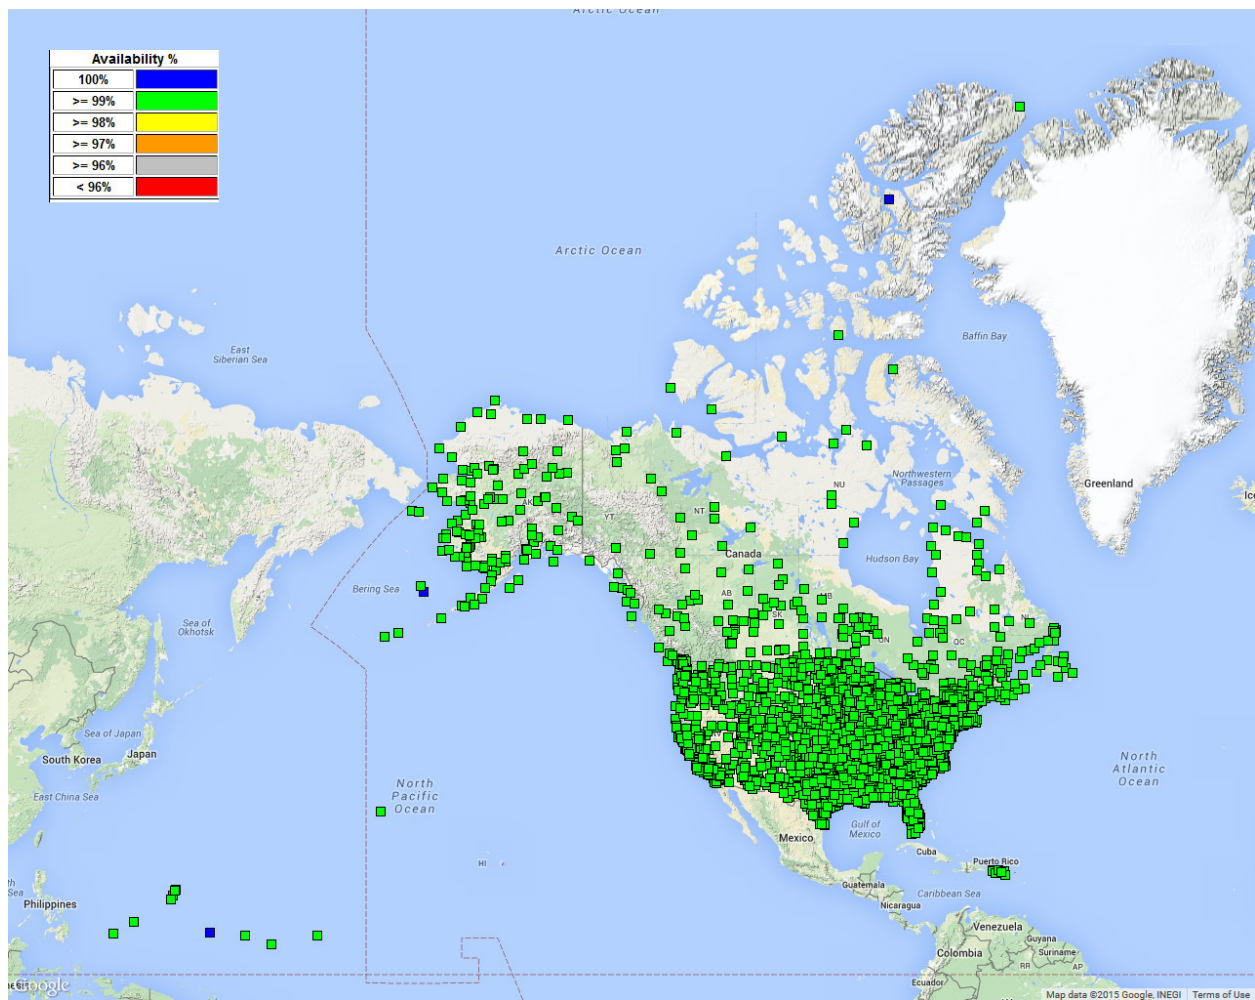 Arctic Ocean
Availability %
100%
>= 99%
>= 98%
>= 97%
>= 96%
< 96%
Arctic Ocean
East
Siberian Sea
Baffin Bay
Northwestern
Passages
Greenland
NU
AK
YT
NT
Canada
Hudson Bay
Bering Sea
AB
SK
MB
ON
QC
Sea of
Okhotsk
Sea of Japan
South Korea
Japan
East China Sea
North
Pacific
Ocean
North
Atlantic
Ocean
Mexico
Gulf of
Mexico
Cuba
HI
Puerto Rico
Guatemala
Caribbean Sea
Nicaragua
Philippines
Venezuela
Guyana
Suriname
Colombia
RR
AP
Ecuador
Google
Map data ©2015 Google, INEGI
Terms of Use